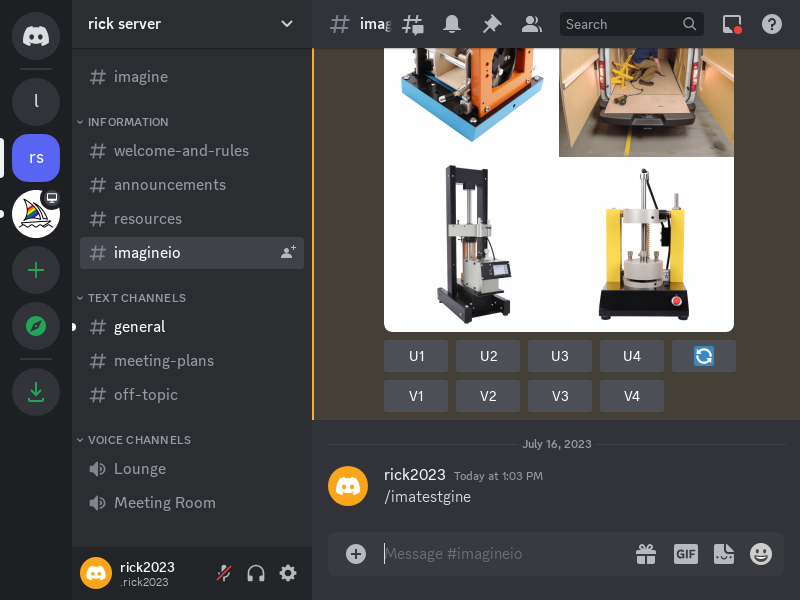 rick server
imag
Search
l
rs
imagine
INFORMATION
welcome-and-rules
announcements
resources
imagineio
TEXT CHANNELS
general
meeting-plans
off-topic
VOICE CHANNELS
Lounge
Meeting Room
rick2023
.rick2023
U1
U2
U3
U4
V1
V2
V3
V4
July 16, 2023
rick2023 Today at 1:03 PM
/imatestgine
Message #imagineio
GIF